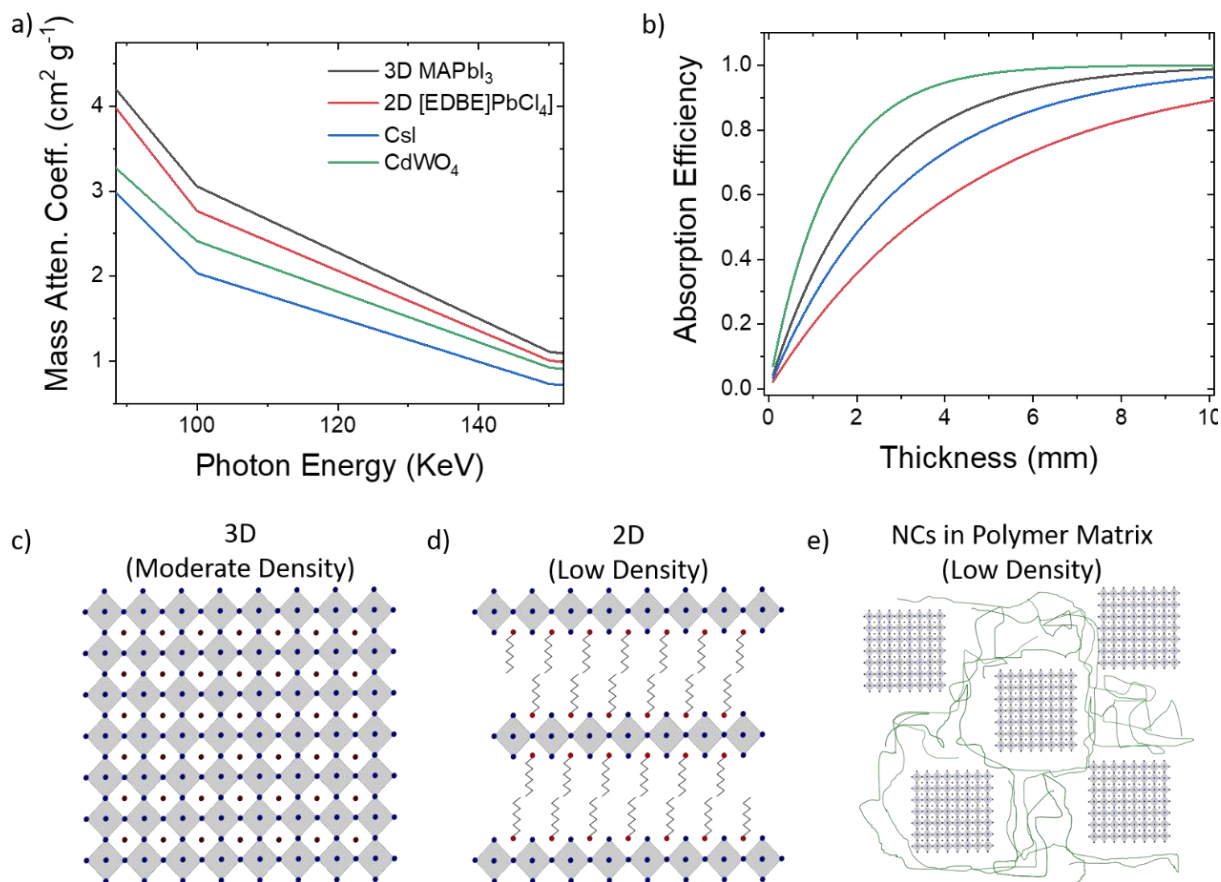 a)
Mass Atten. Coeff. (cm² g⁻¹)
4
3
2
1
100
120
140
Photon Energy (KeV)
3D MAPbI₃
2D [EDBE]PbCl₄]
CsI
CdWO₄
b)
Absorption Efficiency
1.0
0.8
0.6
0.4
0.2
0.0
0
2
4
6
8
10
Thickness (mm)
c)
3D
(Moderate Density)
d)
2D
(Low Density)
e)
NCs in Polymer Matrix
(Low Density)